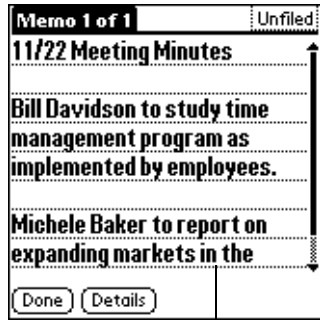 Memo 1 of 1 Unfiled
11/22 Meeting Minutes
Bill Davidson to study time
management program as
implemented by employees.
Michele Baker to report on
expanding markets in the
Done Details